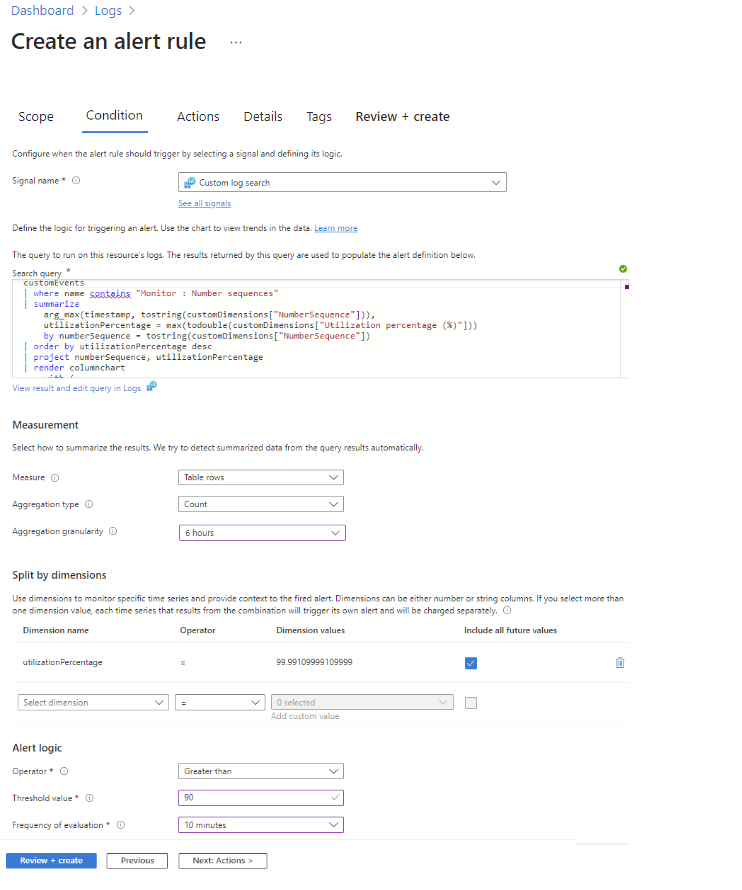 Dashboard > Logs >
Create an alert rule ...
Scope Condition Actions Details Tags Review + create
Configure when the alert rule should trigger by selecting a signal and defining its logic.
Signal name * Custom log search
See all signals
Define the logic for triggering an alert. Use the chart to view trends in the data. Learn more
The query to run on this resource's logs. The results returned by this query are used to populate the alert definition below.
Search query *
customEvents
| where name contains "Monitor : Number sequences"
| summarize
arg_max(timestamp, tostring(customDimensions["NumberSequence"])),
utilizationPercentage = max(todouble(customDimensions["Utilization percentage (%)"]))
by numberSequence = tostring(customDimensions["NumberSequence"])
| order by utilizationPercentage desc
| project numberSequence, utilizationPercentage
| render columnchart
with (
View result and edit query in Logs
Measurement
Select how to summarize the results. We try to detect summarized data from the query results automatically.
Measure Table rows
Aggregation type Count
Aggregation granularity 6 hours
Split by dimensions
Use dimensions to monitor specific time series and provide context to the fired alert. Dimensions can be either number or string columns. If you select more than
one dimension value, each time series that results from the combination will trigger its own alert and will be charged separately.
Dimension name Operator Dimension values Include all future values
utilizationPercentage = 99.99109999109999
Select dimension = 0 selected
Add custom value
Alert logic
Operator * Greater than
Threshold value * 90
Frequency of evaluation * 10 minutes
Review + create Previous Next: Actions >